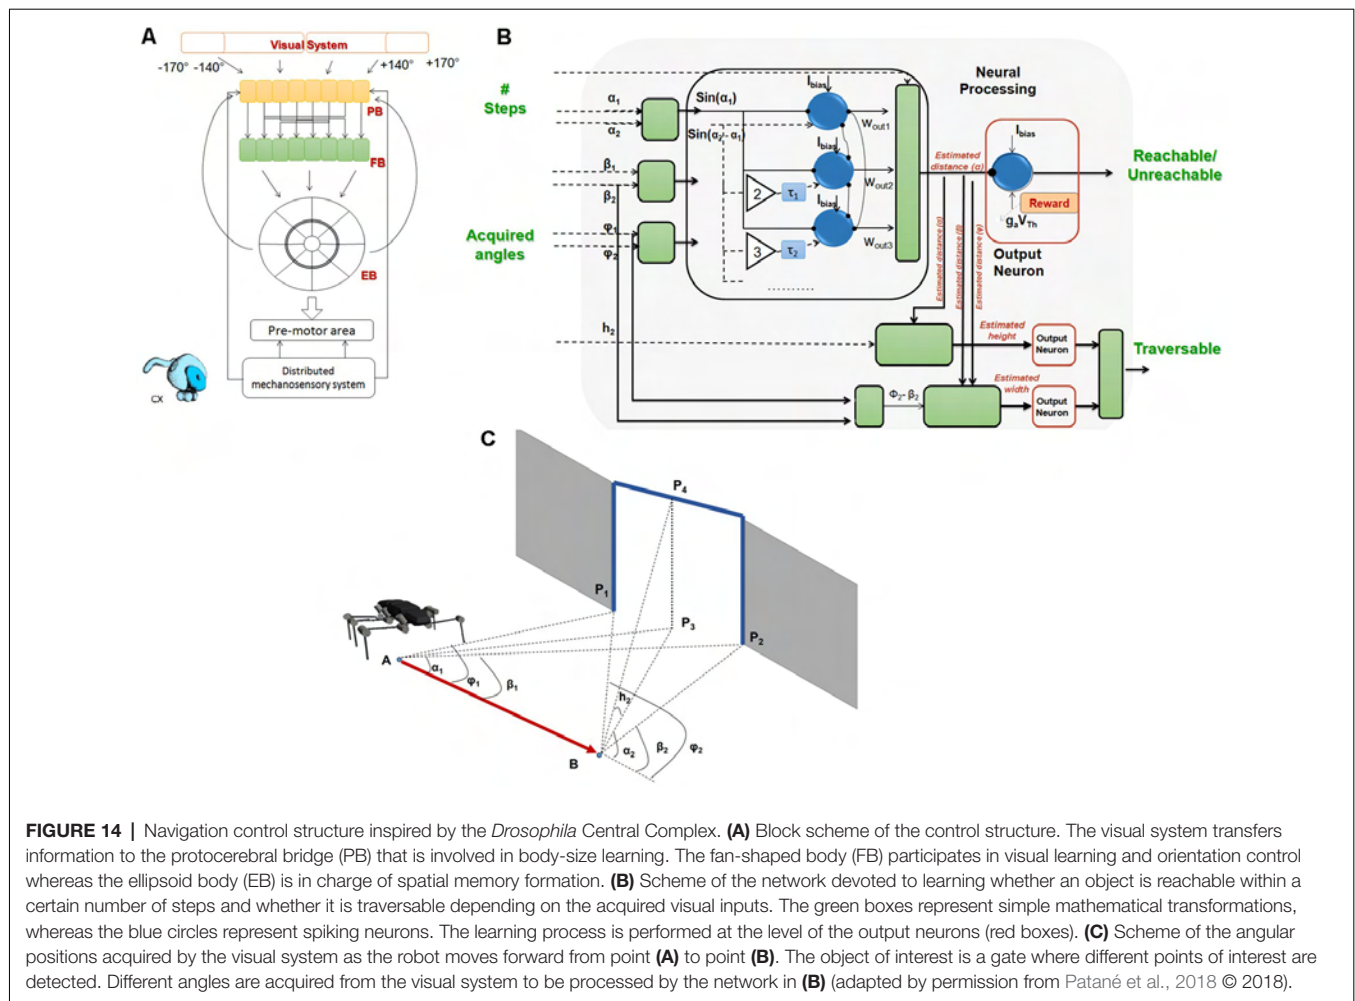 A
Visual System
-170° -140°
+140° +170°
PB
FB
EB
Pre-motor area
Distributed
mechanosensory system
CX
B
#
Steps
Acquired
angles
α1
α2
β1
β2
φ1
φ2
h2
Sin(α1)
Sin(α2-α1)
Ibias
Ibias
Ibias
2
τ1
3
τ2
..........
Wout1
Wout2
Wout3
Neural
Processing
Estimated
distance (α)
Ibias
Reward
gaVTh
Output
Neuron
Reachable/
Unreachable
Estimated distance (α)
Estimated distance (β)
Estimated distance (φ)
Estimated
height
Output
Neuron
Traversable
Φ2- β2
Estimated
width
Output
Neuron
C
P4
P1
P3
P2
A
α1
φ1
β1
h2
B
α2
β2
φ2
FIGURE 14 | Navigation control structure inspired by the Drosophila Central Complex. (A) Block scheme of the control structure. The visual system transfers
information to the protocerebral bridge (PB) that is involved in body-size learning. The fan-shaped body (FB) participates in visual learning and orientation control
whereas the ellipsoid body (EB) is in charge of spatial memory formation. (B) Scheme of the network devoted to learning whether an object is reachable within a
certain number of steps and whether it is traversable depending on the acquired visual inputs. The green boxes represent simple mathematical transformations,
whereas the blue circles represent spiking neurons. The learning process is performed at the level of the output neurons (red boxes). (C) Scheme of the angular
positions acquired by the visual system as the robot moves forward from point (A) to point (B). The object of interest is a gate where different points of interest are
detected. Different angles are acquired from the visual system to be processed by the network in (B) (adapted by permission from Patané et al., 2018 © 2018).